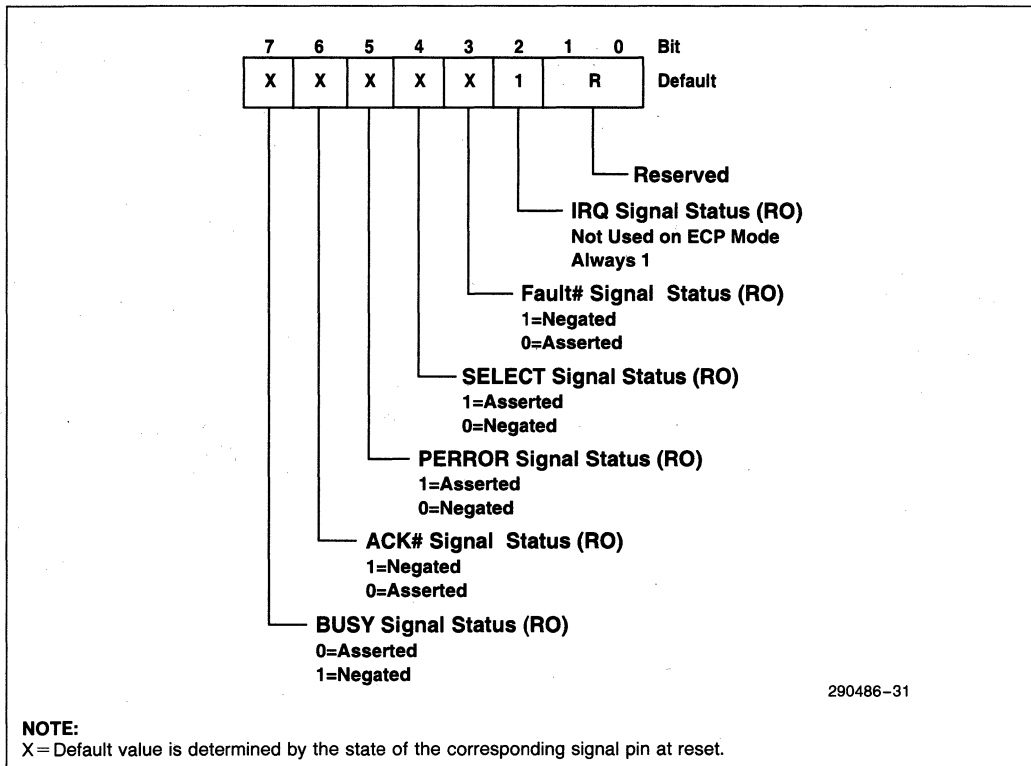 7 6 5 4 3 2 1 0 Bit
X X X X X 1 R Default
Reserved
IRQ Signal Status (RO)
Not Used on ECP Mode
Always 1
Fault# Signal Status (RO)
1=Negated
0=Asserted
SELECT Signal Status (RO)
1=Asserted
0=Negated
PERROR Signal Status (RO)
1=Asserted
0=Negated
ACK# Signal Status (RO)
1=Negated
0=Asserted
BUSY Signal Status (RO)
0=Asserted
1=Negated
290486–31
NOTE:
X=Default value is determined by the state of the corresponding signal pin at reset.